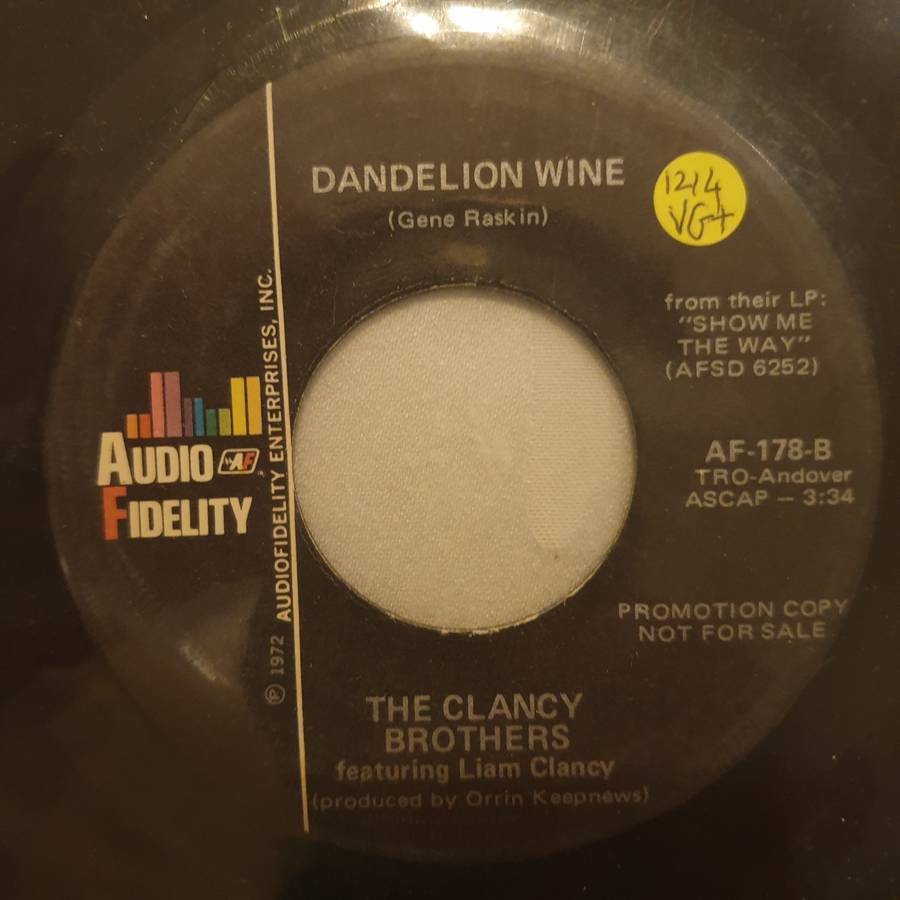 DANDELION WINE
(Gene Raskin)
1214
VG+
from their LP:
"SHOW ME
THE WAY"
(AFSD 6252)
AUDIO AF
FIDELITY
℗ 1972 AUDIOFIDELITY ENTERPRISES, INC.
AF-178-B
TRO-Andover
ASCAP — 3:34
PROMOTION COPY
NOT FOR SALE
THE CLANCY
BROTHERS
featuring Liam Clancy
(produced by Orrin Keepnews)